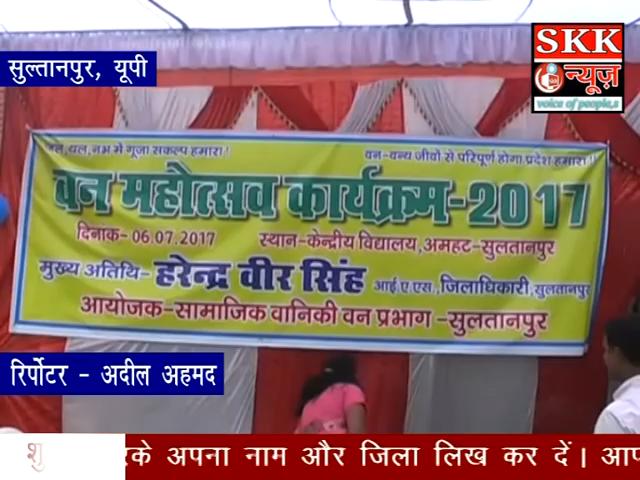 सुल्तानपुर, यूपी
SKK
न्यूज़
voice of people,s
जल,थल,नभ मे गूजा सकल्प हमारा!
वन-वन्य जीवो से परिपूर्ण होगा,प्रदेश हमारा!!
वन महोत्सव कार्यक्रम-2017
दिनाक- 06.07.2017 स्थान-केन्द्रीय विद्यालय,अमहट-सुलतानपुर
मुख्य अतिथि- हरेन्द्र वीर सिंह आई.ए.एस.,जिलाधिकारी,सुलतानपुर
आयोजक-सामाजिक वानिकी वन प्रभाग -सुलतानपुर
रिर्पोटर - अदील अहमद
शु
रके अपना नाम और जिला लिख कर दें। आप